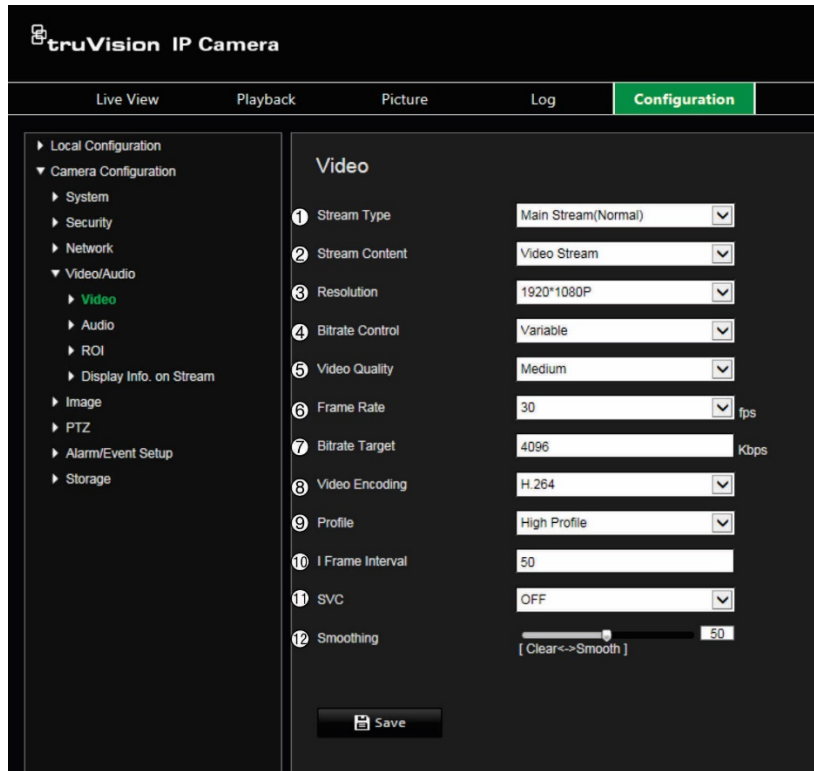 truVision IP Camera
Live View Playback Picture Log Configuration
Local Configuration
Camera Configuration
System
Security
Network
Video/Audio
Video
Audio
ROI
Display Info. on Stream
Image
PTZ
Alarm/Event Setup
Storage
Video
1 Stream Type Main Stream(Normal)
2 Stream Content Video Stream
3 Resolution 1920*1080P
4 Bitrate Control Variable
5 Video Quality Medium
6 Frame Rate 30 fps
7 Bitrate Target 4096 Kbps
8 Video Encoding H.264
9 Profile High Profile
10 I Frame Interval 50
11 SVC OFF
12 Smoothing 50
[ Clear<->Smooth ]
Save